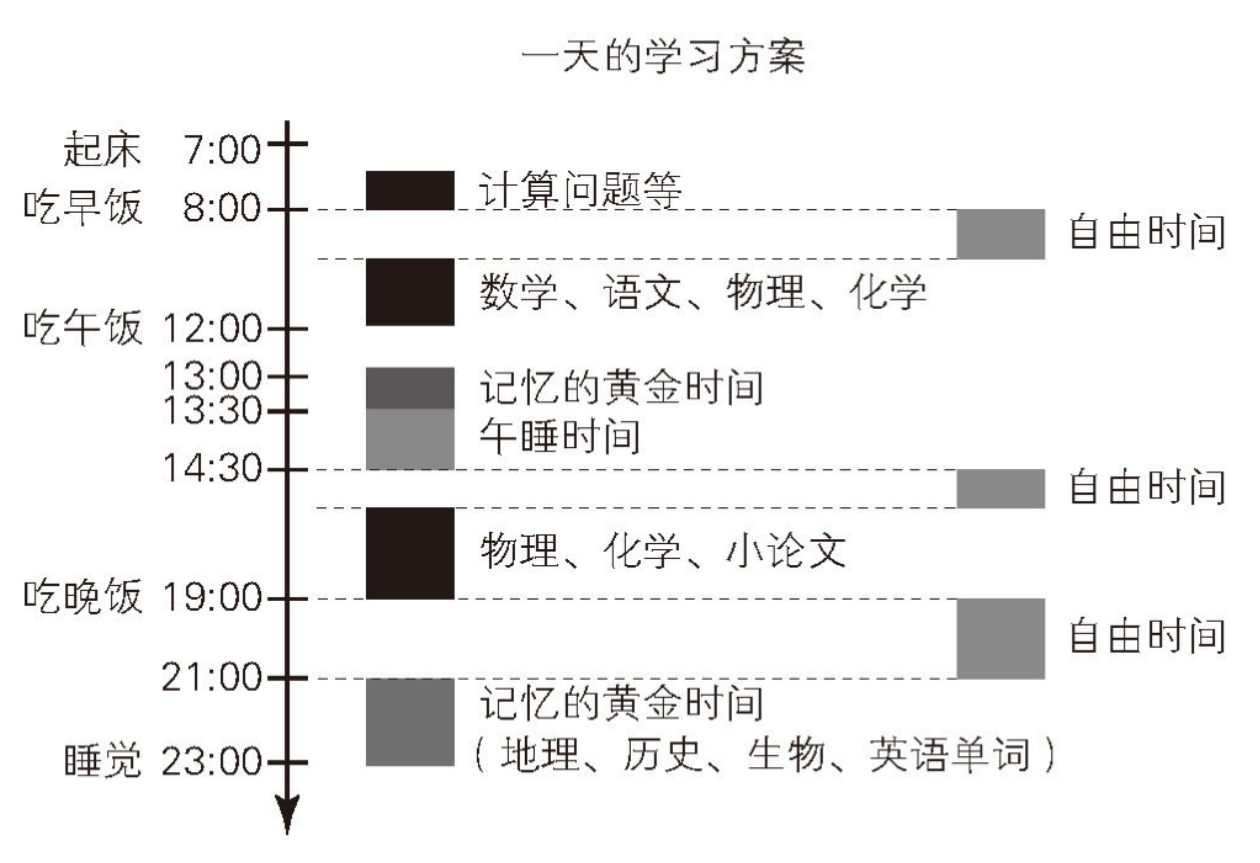 一天的学习方案
起床 7:00
计算问题等
吃早饭 8:00
自由时间
数学、语文、物理、化学
吃午饭 12:00
13:00
记忆的黄金时间
13:30
午睡时间
14:30
自由时间
物理、化学、小论文
吃晚饭 19:00
自由时间
21:00
记忆的黄金时间
(地理、历史、生物、英语单词)
睡觉 23:00